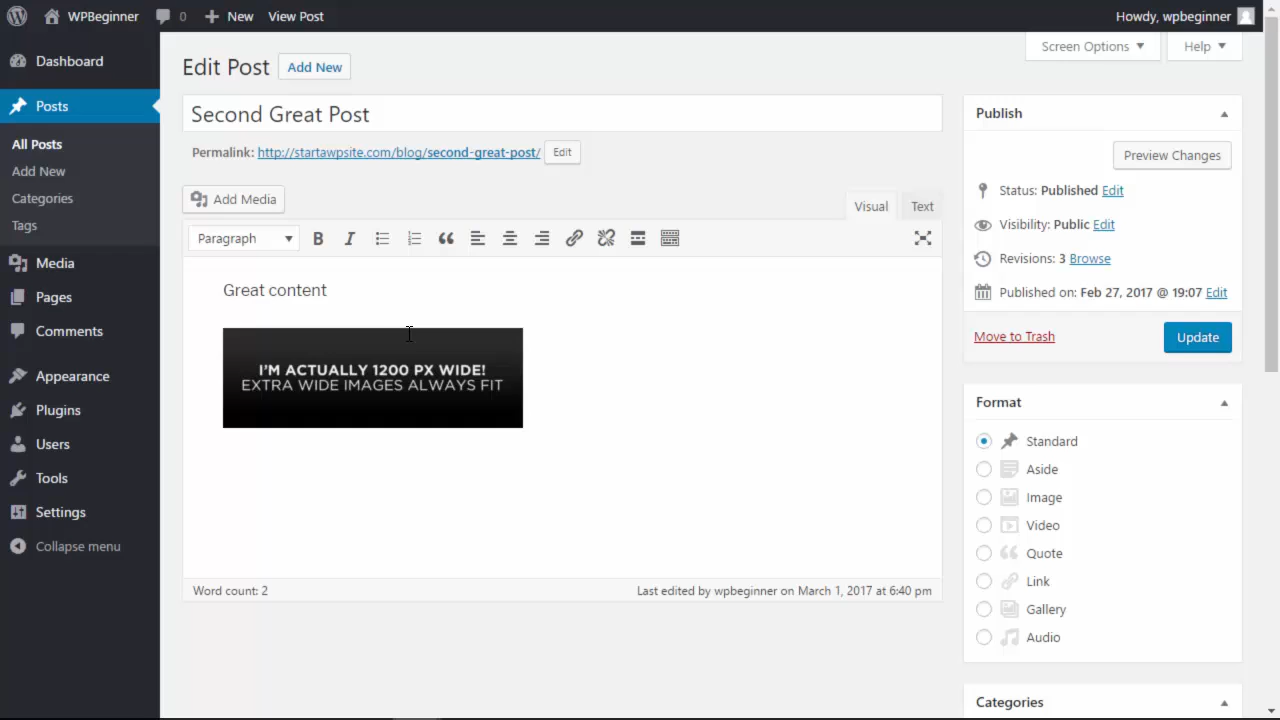 WPBeginner 0 New View Post Howdy, wpbeginner
Screen Options Help
Dashboard
Posts
All Posts
Add New
Categories
Tags
Media
Pages
Comments
Appearance
Plugins
Users
Tools
Settings
Collapse menu
Edit Post Add New
Second Great Post
Permalink: http://startawpsite.com/blog/second-great-post/ Edit
Add Media
Visual Text
Paragraph B I
Great content
I'M ACTUALLY 1200 PX WIDE!
EXTRA WIDE IMAGES ALWAYS FIT
Word count: 2 Last edited by wpbeginner on March 1, 2017 at 6:40 pm
Publish
Preview Changes
Status: Published Edit
Visibility: Public Edit
Revisions: 3 Browse
Published on: Feb 27, 2017 @ 19:07 Edit
Move to Trash Update
Format
Standard
Aside
Image
Video
Quote
Link
Gallery
Audio
Categories